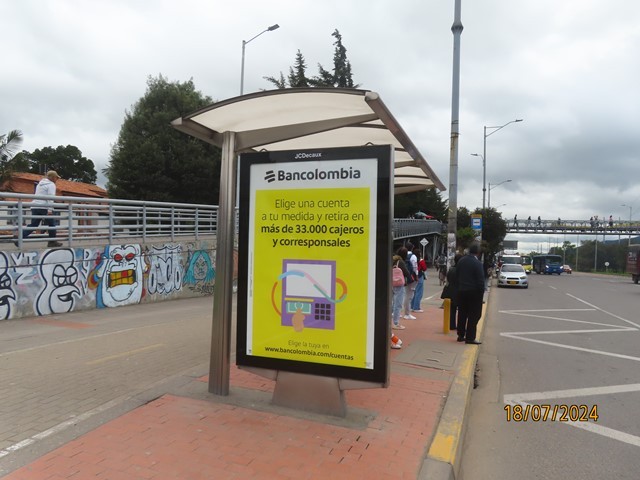 JCDecaux
Bancolombia
Elige una cuenta
a tu medida y retira en
más de 33.000 cajeros
y corresponsales
Elige la tuya en
www.bancolombia.com/cuentas
18/07/2024